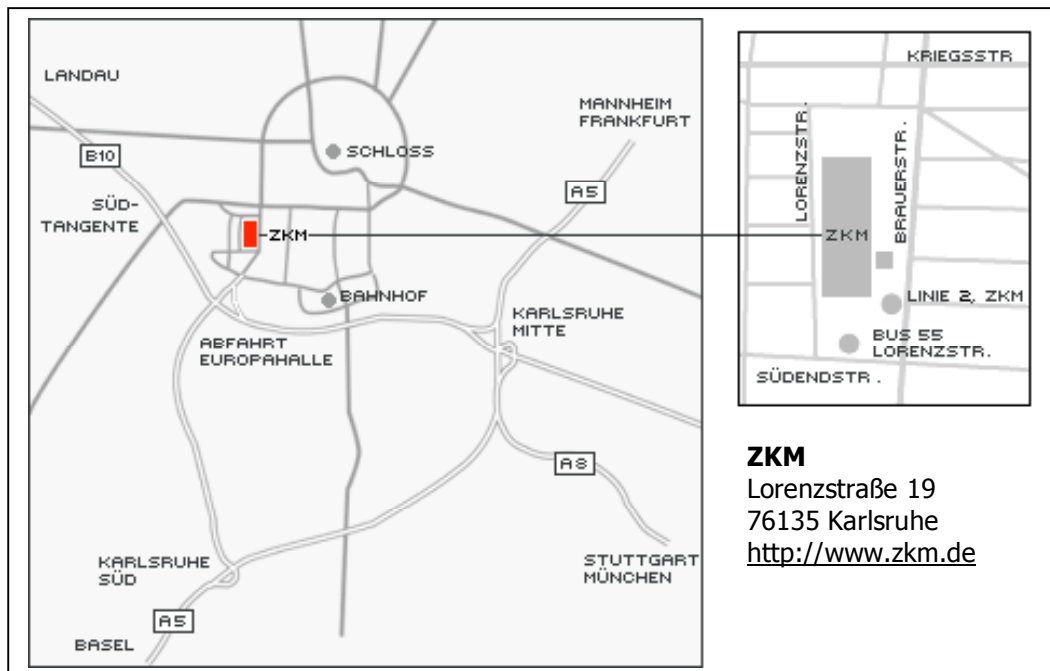 LANDAU
B10
SÜD-
TANGENTE
SCHLOSS
MANNHEIM
FRANKFURT
A5
ZKM
BAHNHOF
ABFAHRT
EUROPAHALLE
KARLSRUHE
MITTE
A8
STUTTGART
MÜNCHEN
KARLSRUHE
SÜD
A5
BASEL
KRIEGSSTR
LORENZSTR.
BRAUERSTR.
ZKM
LINIE 2, ZKM
BUS 55
LORENZSTR.
SÜDENDSTR.
ZKM
Lorenzstraße 19
76135 Karlsruhe
http://www.zkm.de